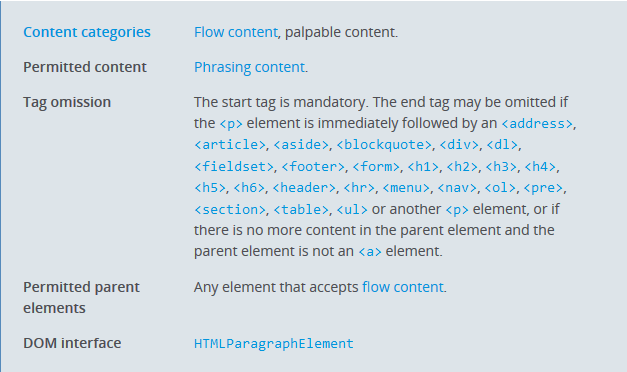 Content categories Flow content, palpable content.
Permitted content Phrasing content.
Tag omission The start tag is mandatory. The end tag may be omitted if
the <p> element is immediately followed by an <address>,
<article>, <aside>, <blockquote>, <div>, <dl>,
<fieldset>, <footer>, <form>, <h1>, <h2>, <h3>, <h4>,
<h5>, <h6>, <header>, <hr>, <menu>, <nav>, <ol>, <pre>,
<section>, <table>, <ul> or another <p> element, or if
there is no more content in the parent element and the
parent element is not an <a> element.
Permitted parent Any element that accepts flow content.
elements
DOM interface HTMLParagraphElement